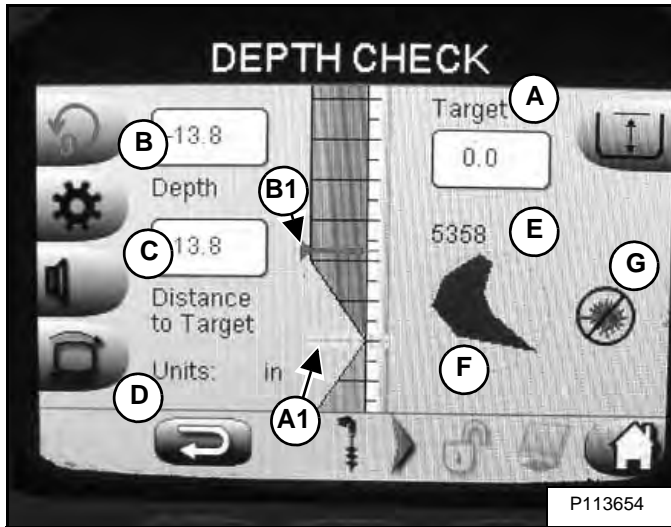 DEPTH CHECK
Target
A
0.0
B
-13.8
Depth
B1
C
13.8
Distance
to Target
5358
E
G
F
Units: in
D
A1
P113654